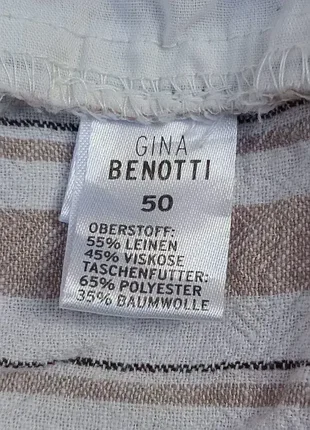 GINA
BENOTTI
50
OBERSTOFF:
55% LEINEN
45% VISKOSE
TASCHENFUTTER:
65% POLYESTER
35% BAUMWOLLE